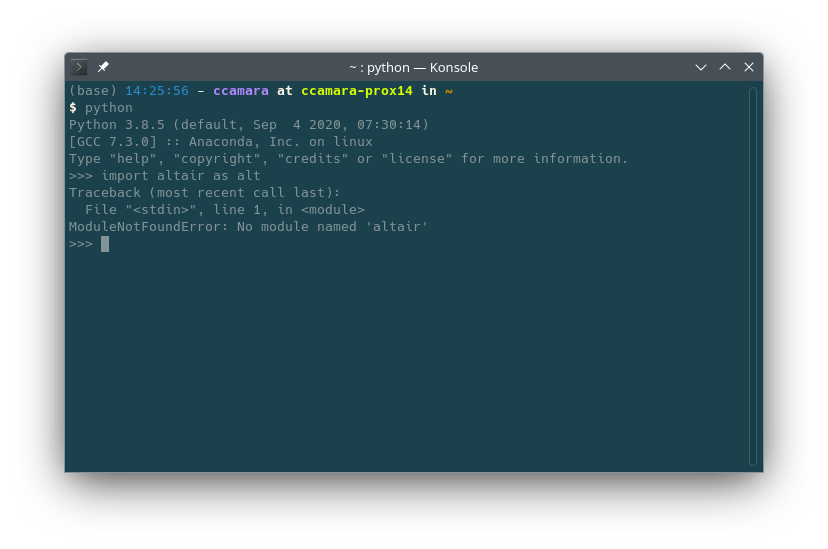 ~ : python — Konsole
(base) 14:25:56 - ccamara at ccamara-prox14 in ~
$ python
Python 3.8.5 (default, Sep  4 2020, 07:30:14)
[GCC 7.3.0] :: Anaconda, Inc. on linux
Type "help", "copyright", "credits" or "license" for more information.
>>> import altair as alt
Traceback (most recent call last):
  File "<stdin>", line 1, in <module>
ModuleNotFoundError: No module named 'altair'
>>>